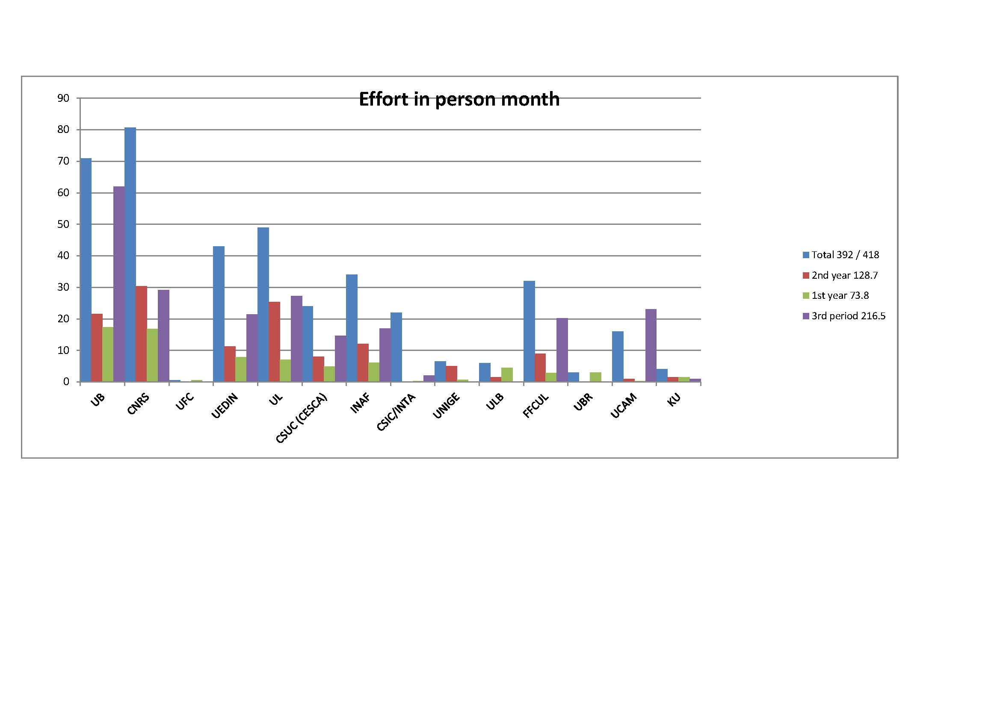 Effort in person month
90
80
70
60
50
40
30
20
10
0
UB
CNRS
UFC
UEDIN
UL
CSUC (CESCA)
INAF
CSIC/INTA
UNIGE
ULB
FFCUL
UBR
UCAM
KU
Total 392 / 418
2nd year 128.7
1st year 73.8
3rd period 216.5